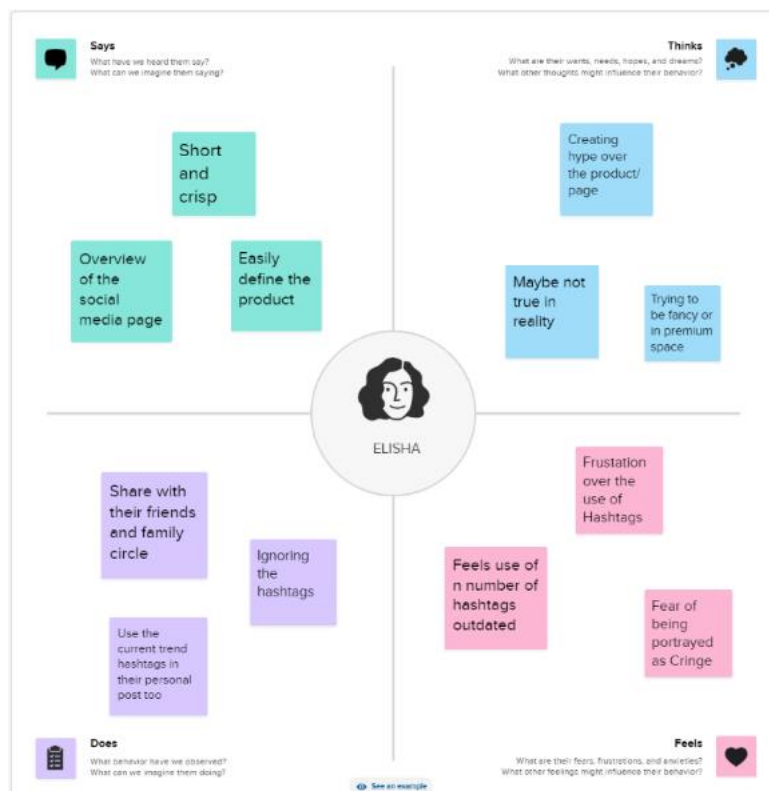 Says
What have we heard them say?
What can we imagine them saying?
Short
and
crisp
Overview
of the
social
media page
Easily
define the
product
Thinks
What are their wants, needs, hopes, and dreams?
What other thoughts might influence their behavior?
Creating
hype over
the product/
page
Maybe not
true in
reality
Trying to
be fancy or
in premium
space
ELISHA
Share with
their friends
and family
circle
Ignoring
the
hashtags
Use the
current trend
hashtags in
their personal
post too
Does
What behavior have we observed?
What can we imagine them doing?
Frustation
over the
use of
Hashtags
Feels use of
n number of
hashtags
outdated
Fear of
being
portrayed
as Cringe
Feels
What are their fears, frustrations, and anxieties?
What other feelings might influence their behavior?
See an example